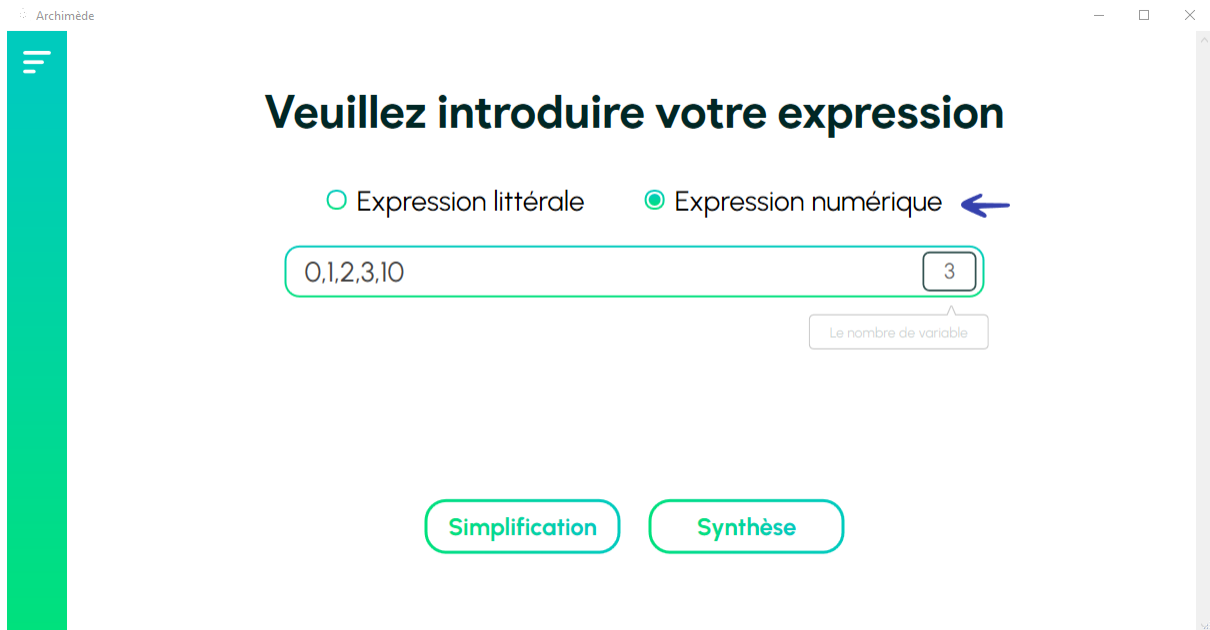 Archimède
Veuillez introduire votre expression
Expression littérale
Expression numérique
0,1,2,3,10
3
Le nombre de variable
Simplification
Synthèse